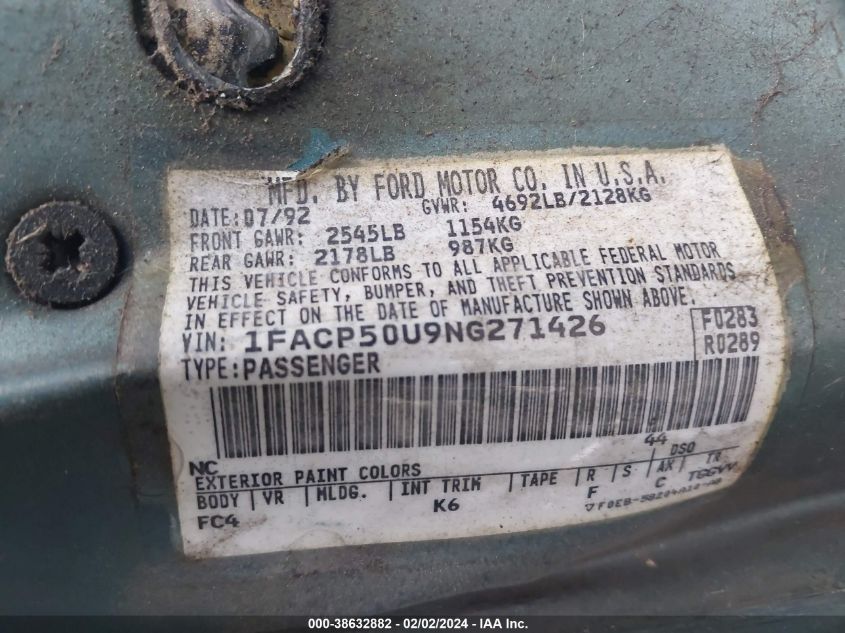 MFD. BY FORD MOTOR CO. IN U.S.A.
DATE: 07/92 GVWR: 4692LB/2128KG
FRONT GAWR: 2545LB 1154KG
REAR GAWR: 2178LB 987KG
THIS VEHICLE CONFORMS TO ALL APPLICABLE FEDERAL MOTOR
VEHICLE SAFETY, BUMPER, AND THEFT PREVENTION STANDARDS
IN EFFECT ON THE DATE OF MANUFACTURE SHOWN ABOVE.
VIN: 1FACP50U9NG271426 F0283
TYPE: PASSENGER R0289
44
NC DSO
EXTERIOR PAINT COLORS
BODY VR MLDG. INT TRIM TAPE R S AX TR
FC4 K6 F C
000-38632882 / 02/02/2024 - IAA Inc.